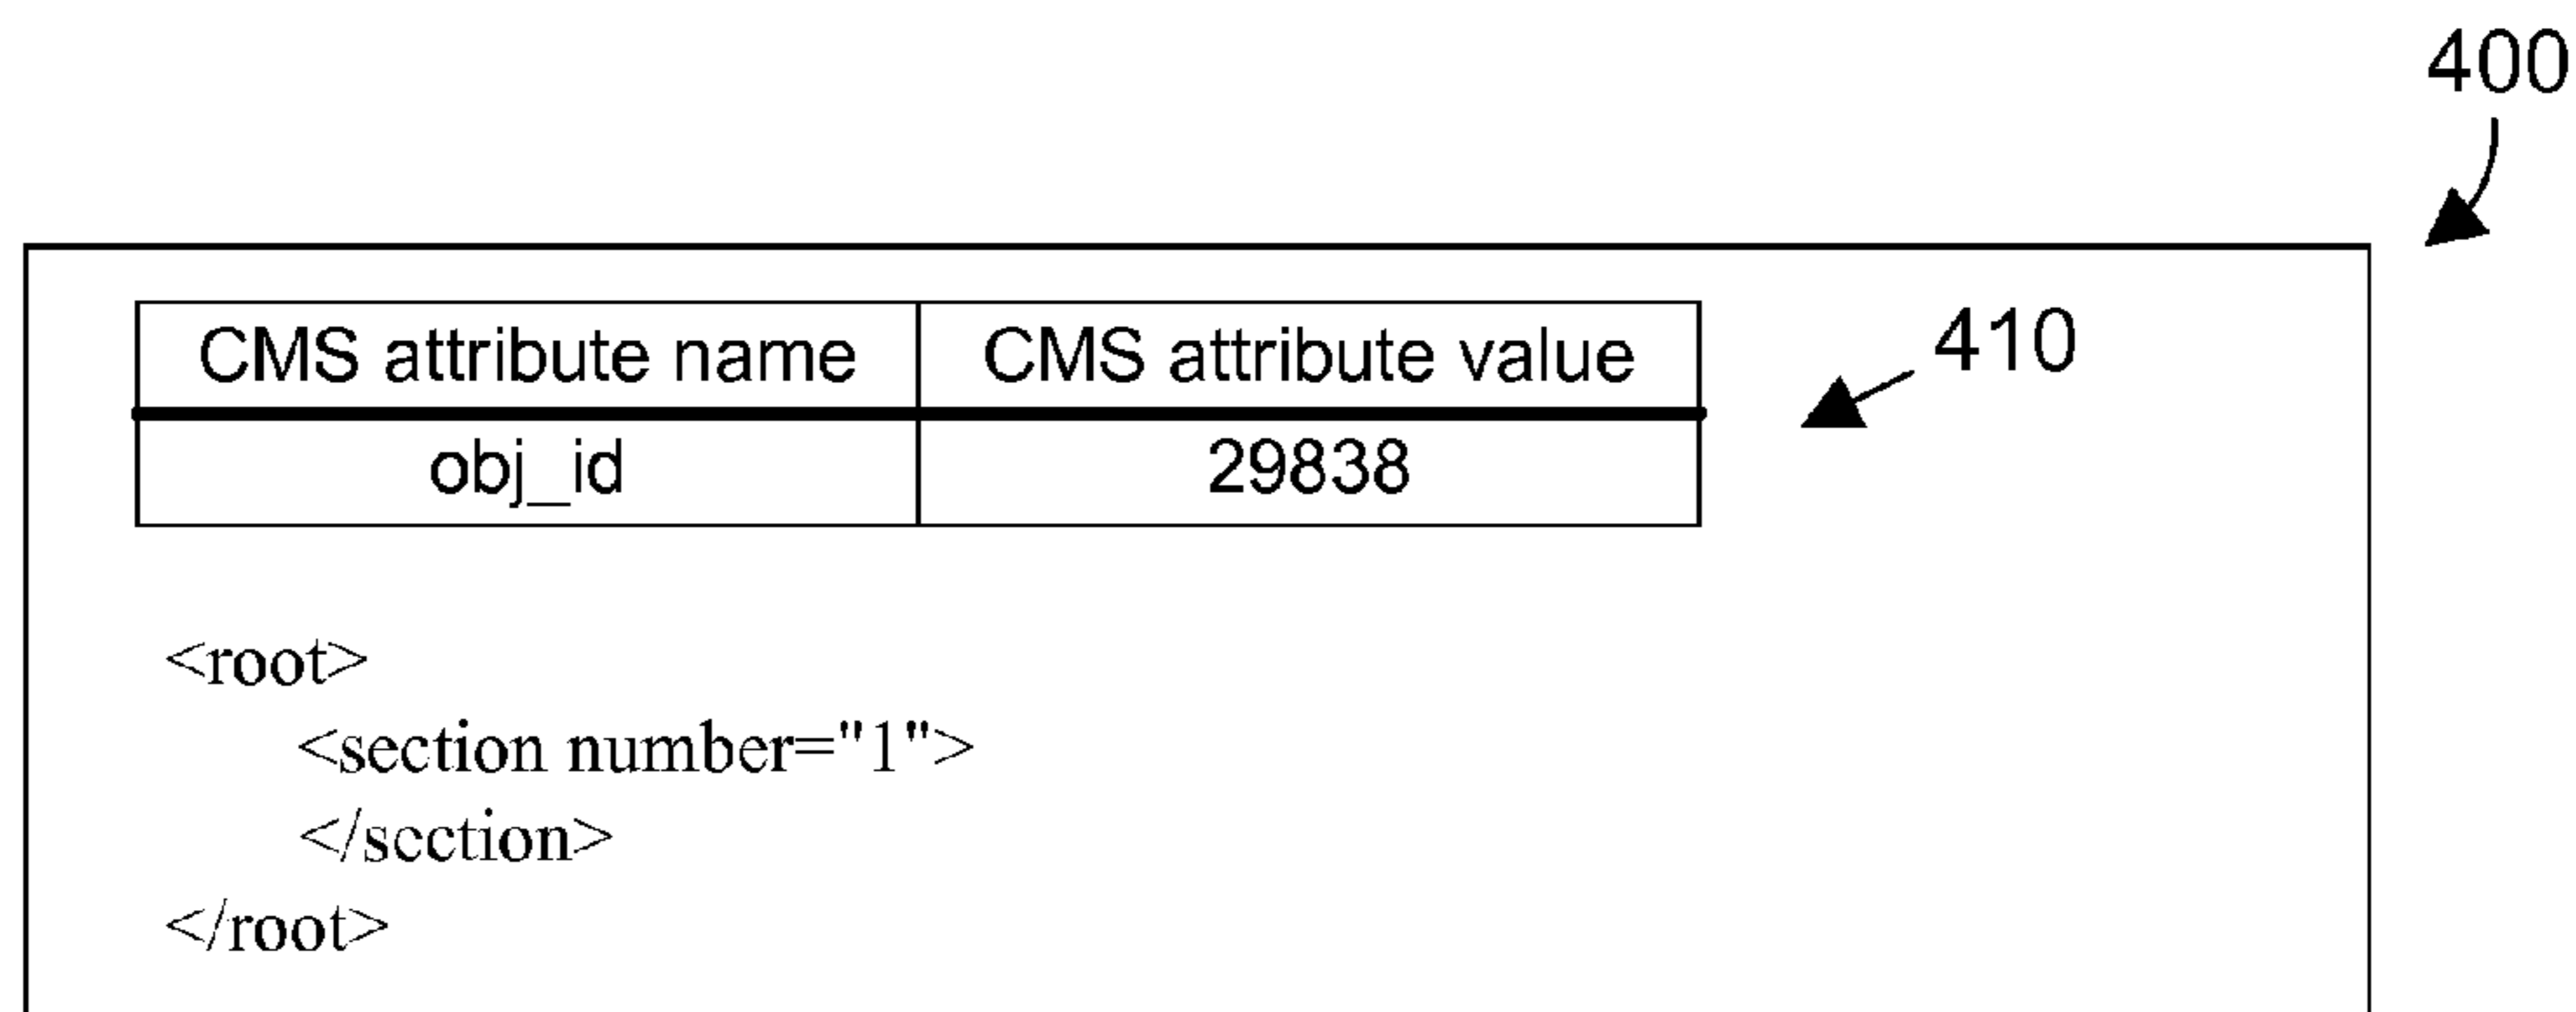 400
CMS attribute name CMS attribute value
410
obj_id 29838
<root>
<section number="1">
</section>
</root>